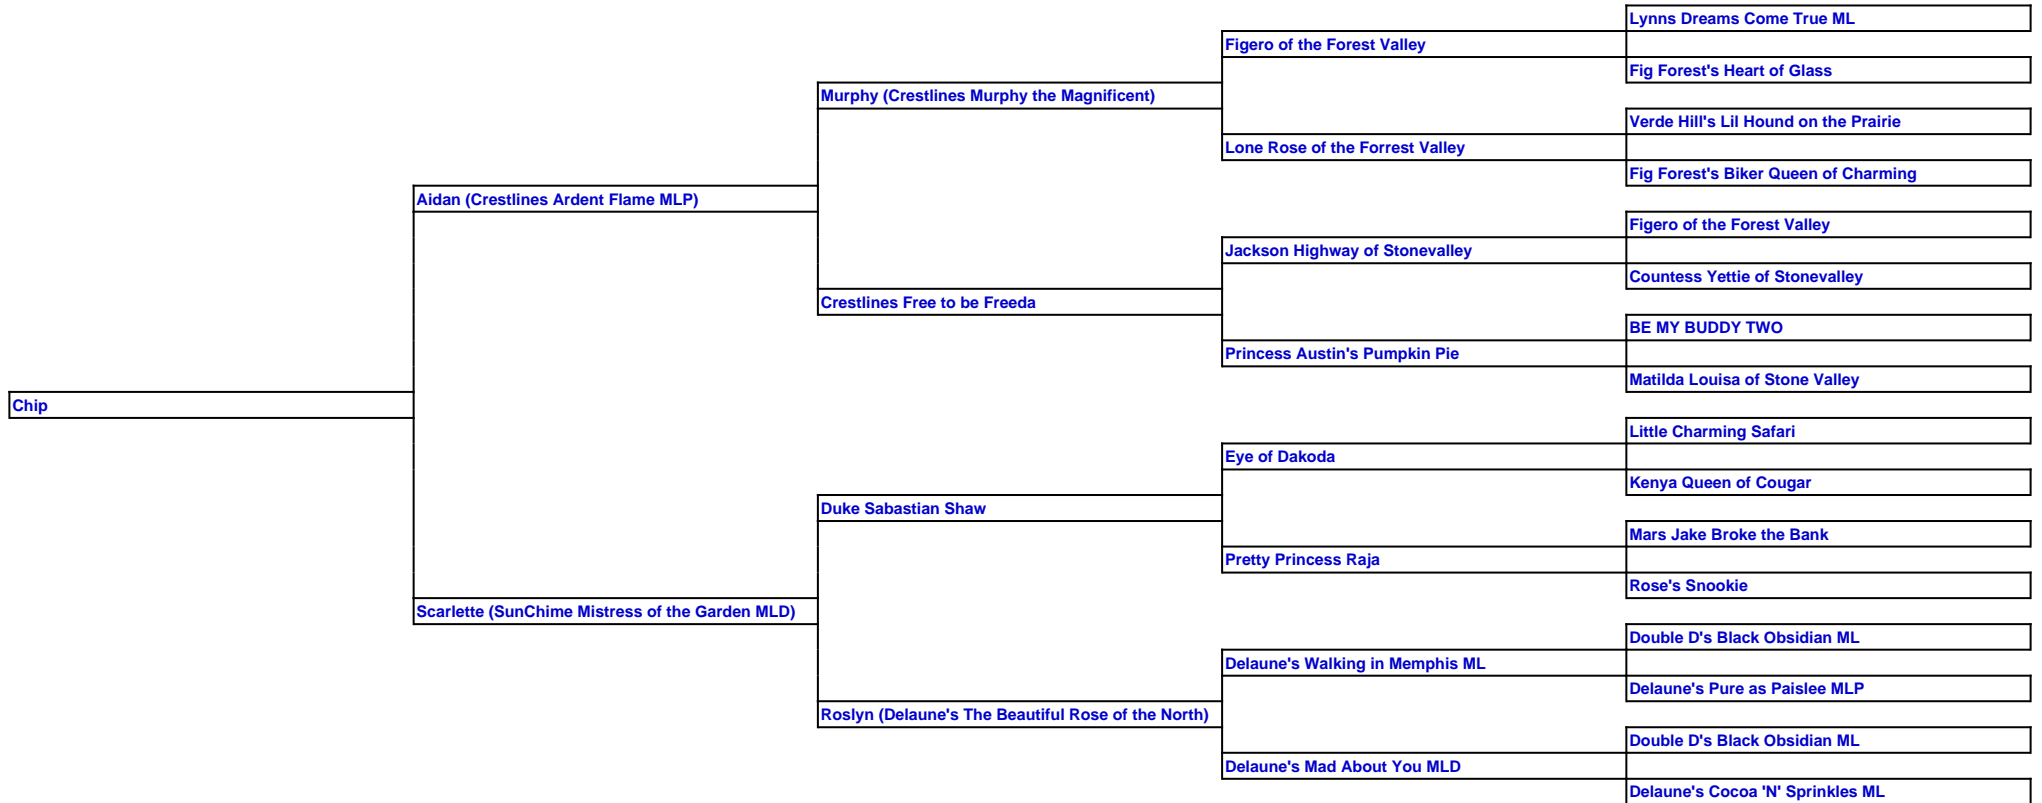 Lynns Dreams Come True ML
Figero of the Forest Valley
Fig Forest's Heart of Glass
Murphy (Crestlines Murphy the Magnificent)
Verde Hill's Lil Hound on the Prairie
Lone Rose of the Forrest Valley
Fig Forest's Biker Queen of Charming
Aidan (Crestlines Ardent Flame MLP)
Figero of the Forest Valley
Jackson Highway of Stonevalley
Countess Yettie of Stonevalley
Crestlines Free to be Freeda
BE MY BUDDY TWO
Princess Austin's Pumpkin Pie
Matilda Louisa of Stone Valley
Chip
Little Charming Safari
Eye of Dakoda
Kenya Queen of Cougar
Duke Sabastian Shaw
Mars Jake Broke the Bank
Pretty Princess Raja
Rose's Snookie
Scarlette (SunChime Mistress of the Garden MLD)
Double D's Black Obsidian ML
Delaune's Walking in Memphis ML
Delaune's Pure as Paislee MLP
Roslyn (Delaune's The Beautiful Rose of the North)
Double D's Black Obsidian ML
Delaune's Mad About You MLD
Delaune's Cocoa 'N' Sprinkles ML